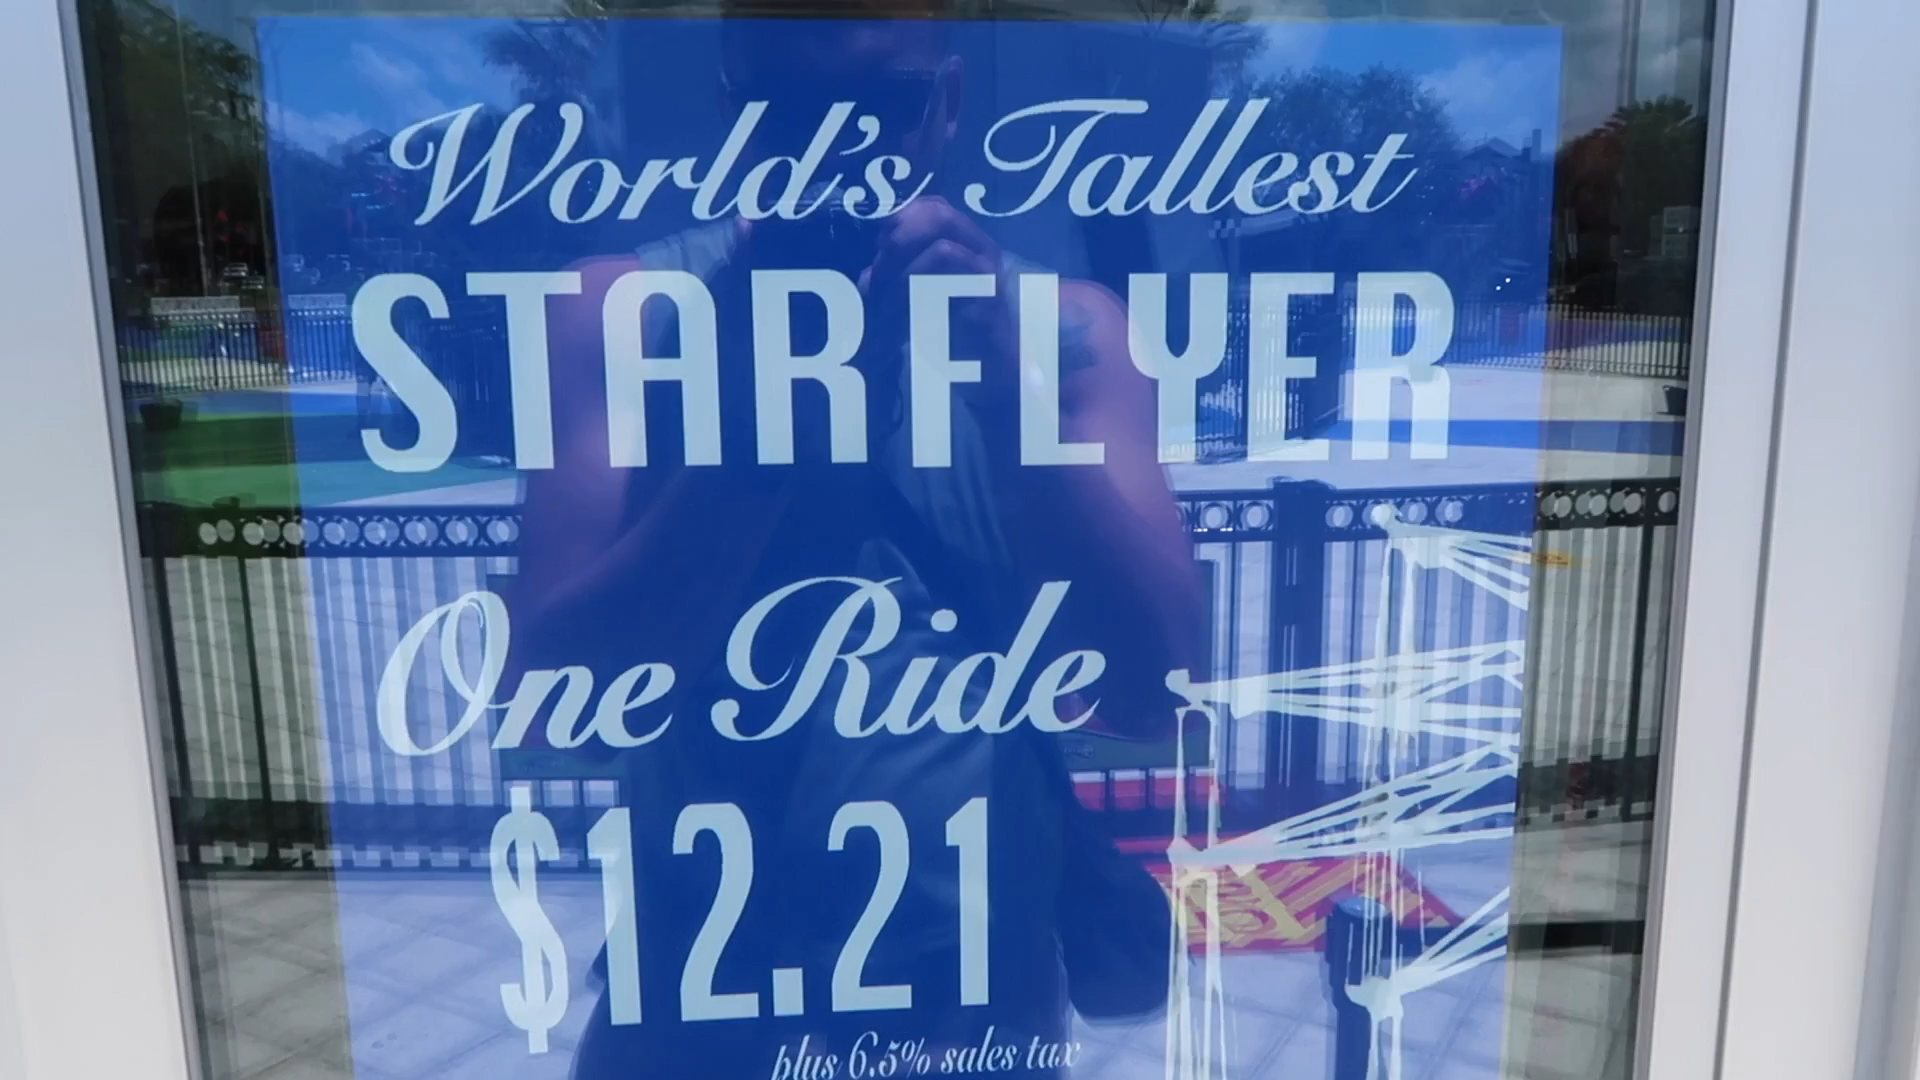 World's Tallest
STARFLYER
One Ride
$12.21
plus 6.5% sales tax